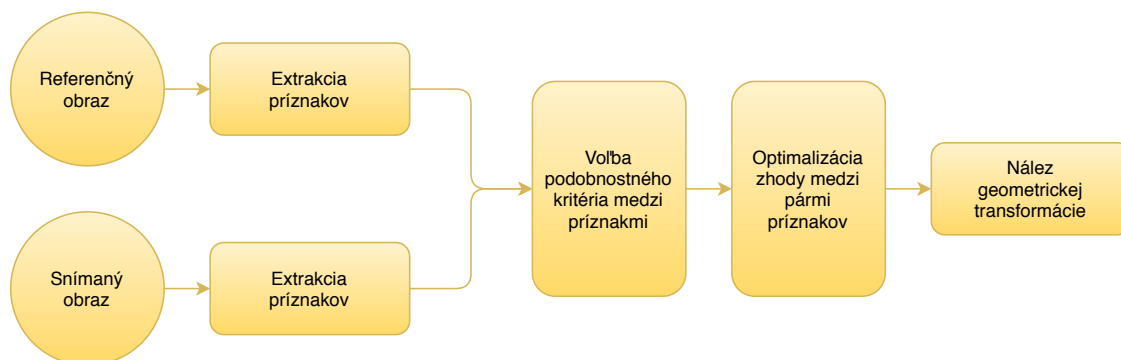 Referenčný
obraz
Extrakcia
príznakov
Snímaný
obraz
Extrakcia
príznakov
Voľba
podobnostného
kritéria medzi
príznakmi
Optimalizácia
zhody medzi
pármi
príznakov
Nález
geometrickej
transformácie